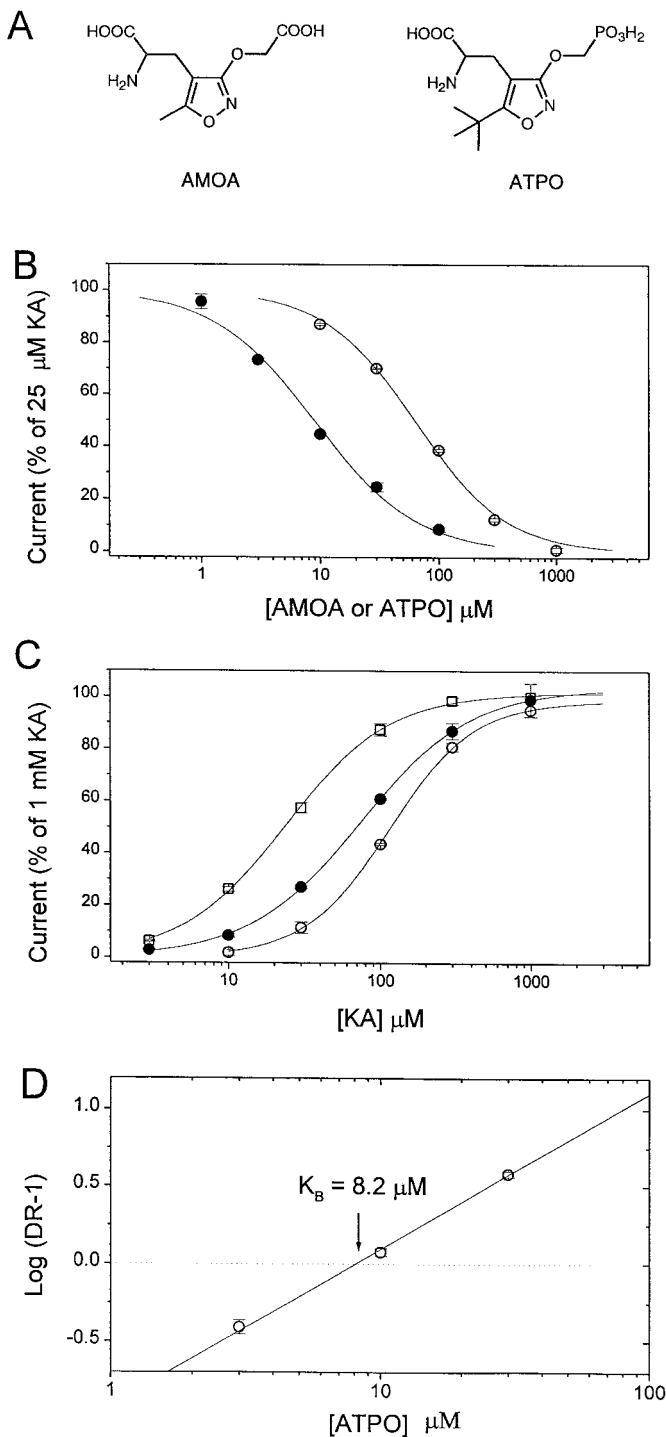 A
HOOC
H₂N
O
COOH
N
O
AMOA
HOOC
H₂N
O
PO₃H₂
N
O
ATPO
B
Current (% of 25 μM KA)
100
80
60
40
20
0
1
10
100
1000
[AMOA or ATPO] μM
C
Current (% of 1 mM KA)
100
80
60
40
20
0
10
100
1000
[KA] μM
D
Log (DR-1)
1.0
0.5
0.0
-0.5
K_B = 8.2 μM
1
10
100
[ATPO] μM